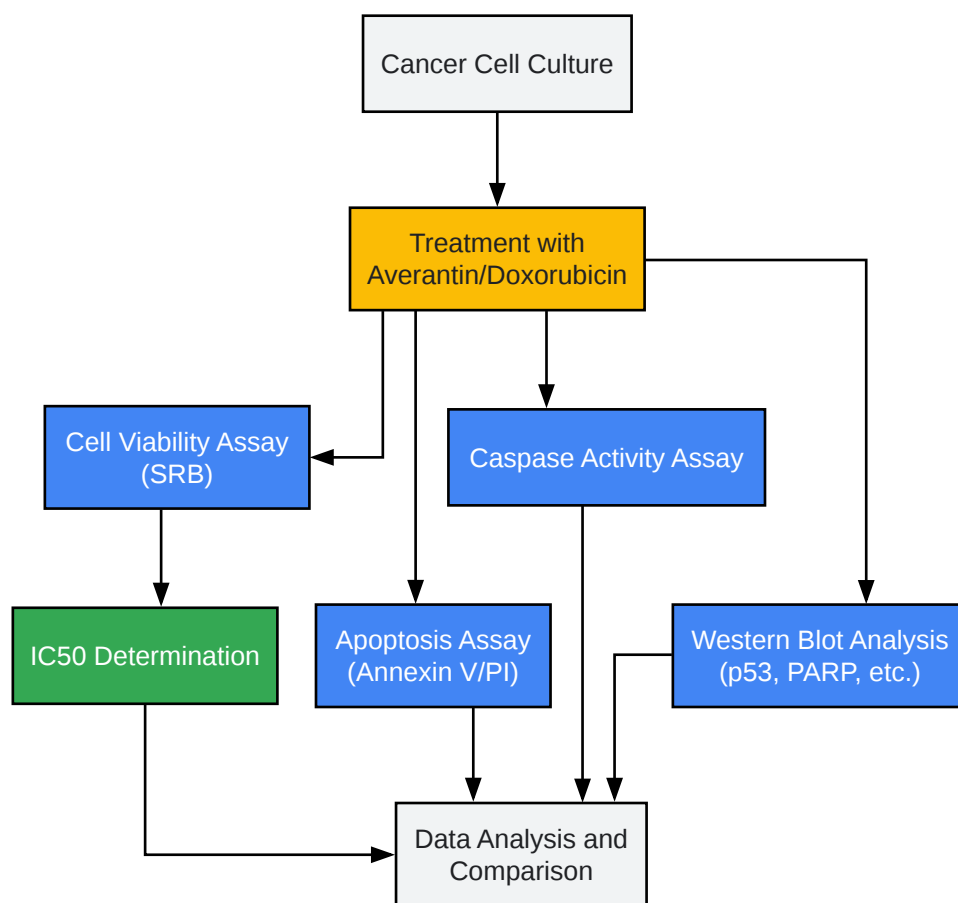 Cancer Cell Culture
Treatment with
Averantin/Doxorubicin
Cell Viability Assay
(SRB)
Caspase Activity Assay
IC50 Determination
Apoptosis Assay
(Annexin V/PI)
Western Blot Analysis
(p53, PARP, etc.)
Data Analysis and
Comparison